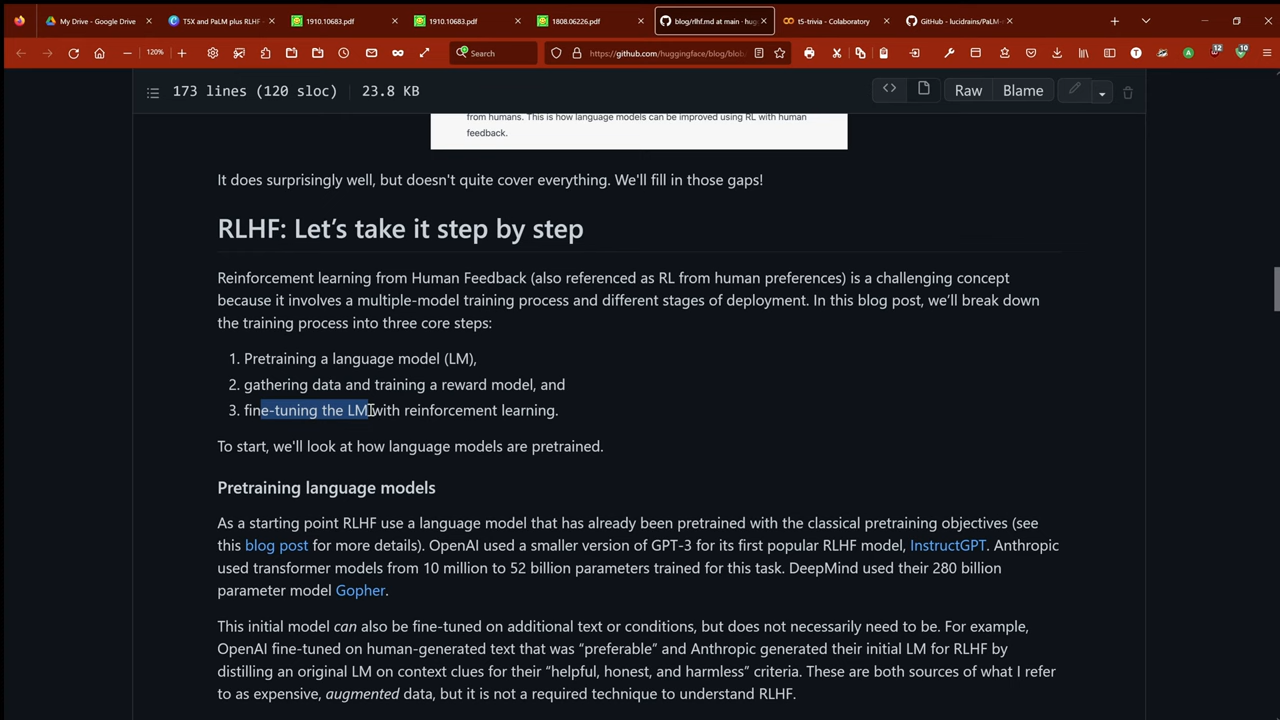 My Drive - Google Drive
T5X and PaLM plus RLHF -
1910.10683.pdf
1910.10683.pdf
1808.06226.pdf
blog/rlhf.md at main · hug
t5-trivia - Colaboratory
GitHub - lucidrains/PaLM-r
120%
Search
https://github.com/huggingface/blog/blob
12
10
173 lines (120 sloc)
23.8 KB
Raw
Blame
from humans. This is how language models can be improved using RL with human
feedback.
It does surprisingly well, but doesn't quite cover everything. We'll fill in those gaps!
RLHF: Let’s take it step by step
Reinforcement learning from Human Feedback (also referenced as RL from human preferences) is a challenging concept
because it involves a multiple-model training process and different stages of deployment. In this blog post, we’ll break down
the training process into three core steps:
1. Pretraining a language model (LM),
2. gathering data and training a reward model, and
3. fine-tuning the LM with reinforcement learning.
To start, we'll look at how language models are pretrained.
Pretraining language models
As a starting point RLHF use a language model that has already been pretrained with the classical pretraining objectives (see
this blog post for more details). OpenAI used a smaller version of GPT-3 for its first popular RLHF model, InstructGPT. Anthropic
used transformer models from 10 million to 52 billion parameters trained for this task. DeepMind used their 280 billion
parameter model Gopher.
This initial model can also be fine-tuned on additional text or conditions, but does not necessarily need to be. For example,
OpenAI fine-tuned on human-generated text that was “preferable” and Anthropic generated their initial LM for RLHF by
distilling an original LM on context clues for their “helpful, honest, and harmless” criteria. These are both sources of what I refer
to as expensive, augmented data, but it is not a required technique to understand RLHF.